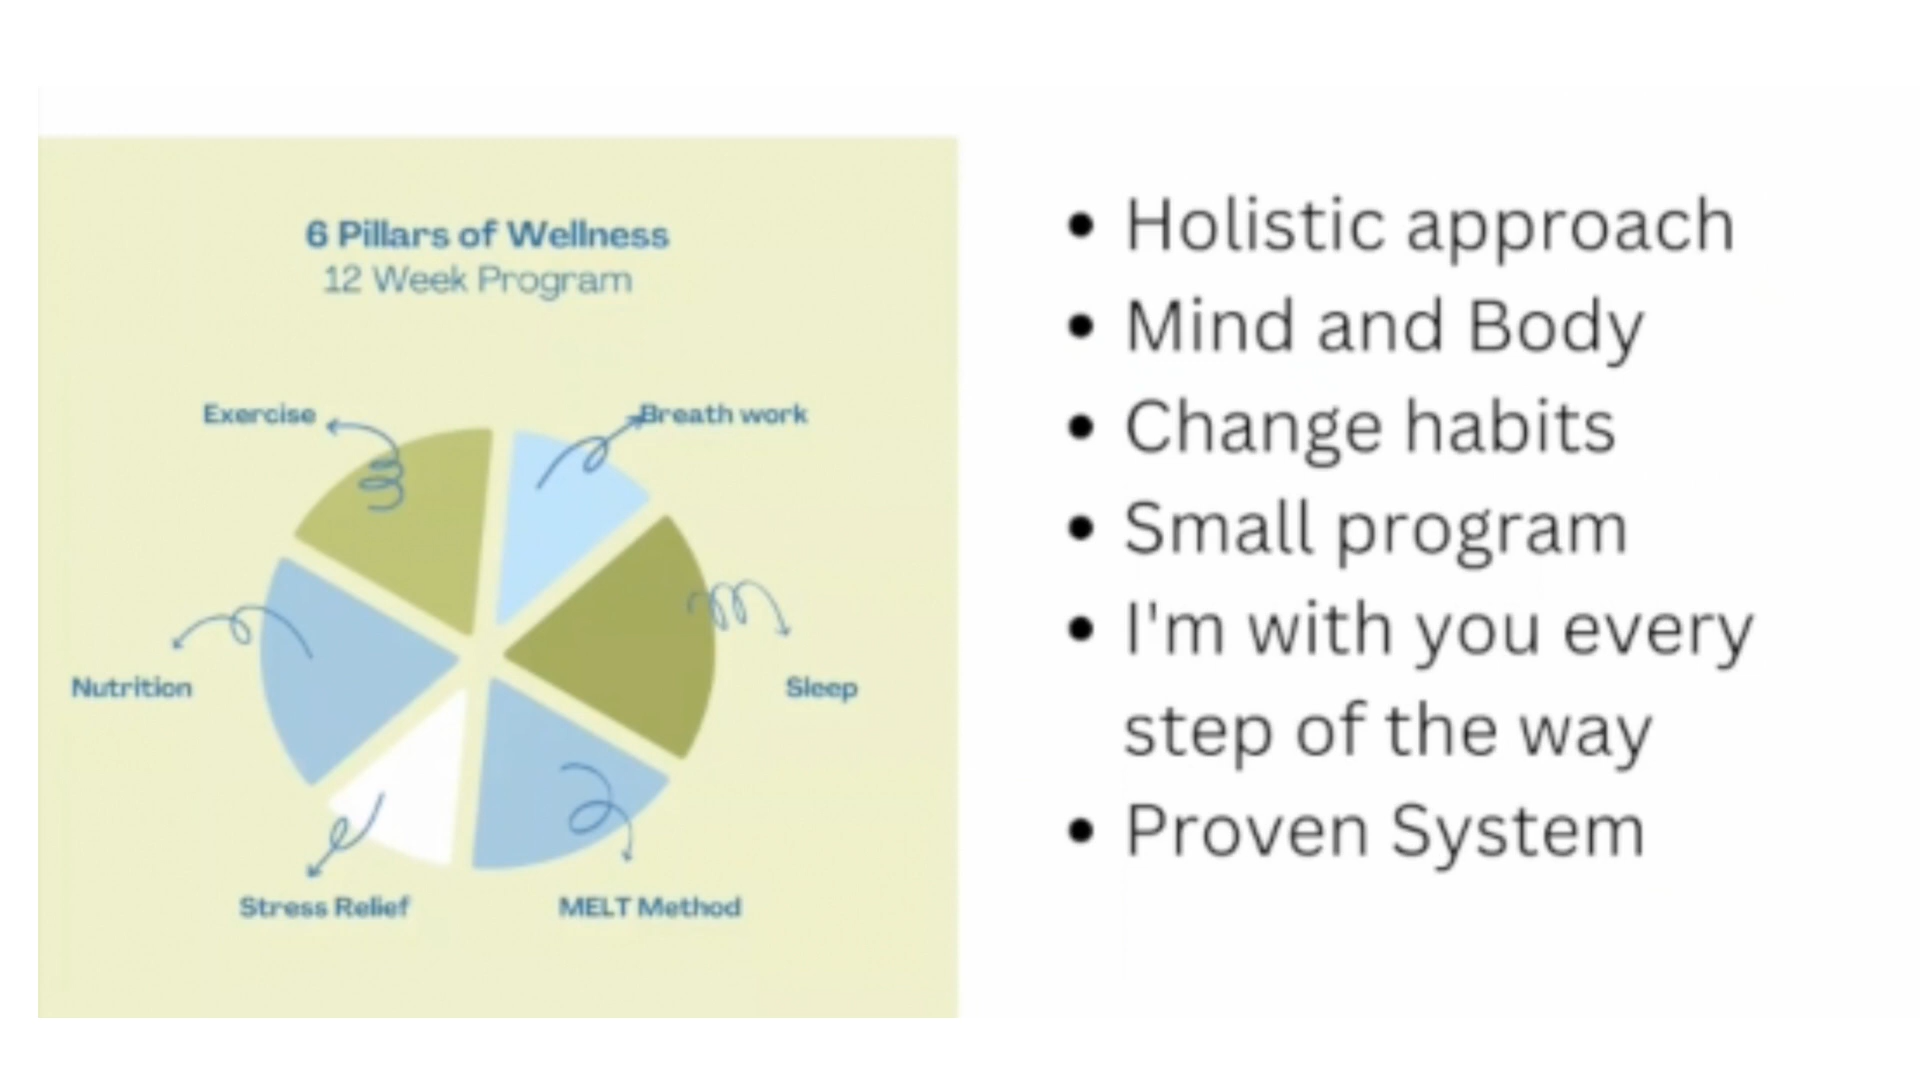 6 Pillars of Wellness
12 Week Program
Exercise
Breath work
Nutrition
Sleep
Stress Relief
MELT Method
• Holistic approach
• Mind and Body
• Change habits
• Small program
• I'm with you every
step of the way
• Proven System